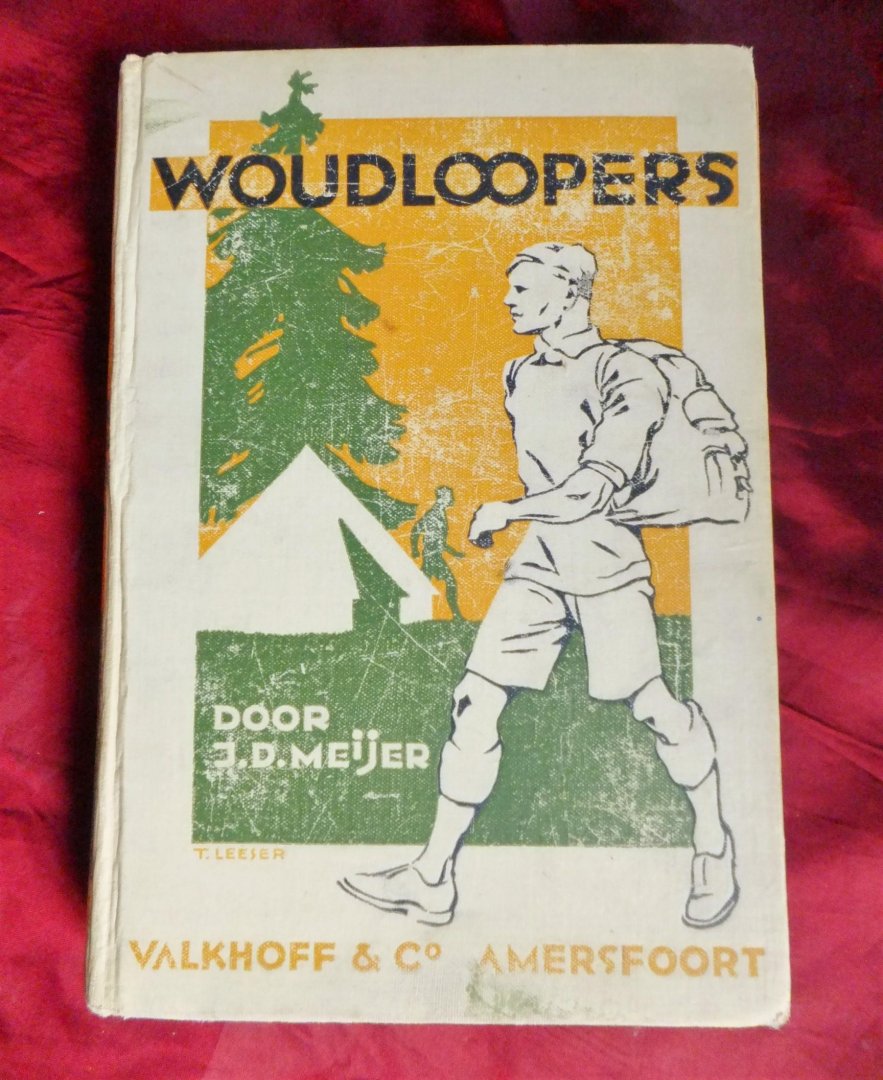 WOUDLOOPERS
DOOR
J.D.MEIJER
T. LEESER
VALKHOFF & Cº AMERSFOORT